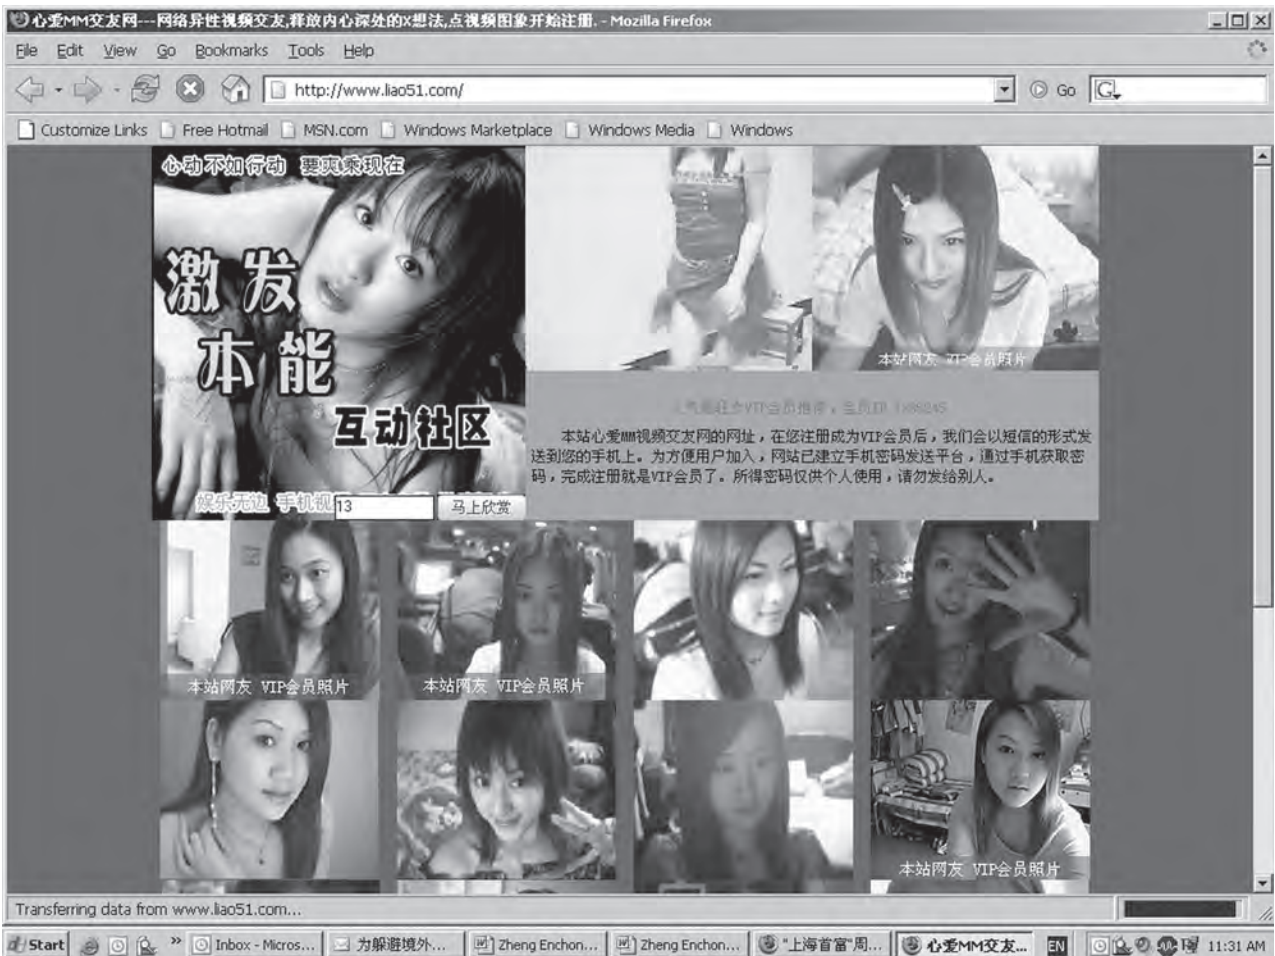 心爱MM交友网---网络异性视频交友,释放内心深处的X想法,点视频图象开始注册. - Mozilla Firefox
File Edit View Go Bookmarks Tools Help
http://www.liao51.com/ Go
Customize Links Free Hotmail MSN.com Windows Marketplace Windows Media Windows
心动不如行动 要爽乘现在
激发
本能
互动社区
娱乐无边 手机视 13 马上欣赏
本站网友 VIP会员照片
本站心爱MM视频交友网的网址，在您注册成为VIP会员后，我们会以短信的形式发
送到您的手机上。为方便用户加入，网站已建立手机密码发送平台，通过手机获取密
码，完成注册就是VIP会员了。所得密码仅供个人使用，请勿发给别人。
本站网友 VIP会员照片
本站网友 VIP会员照片
本站网友 VIP会员照片
Transferring data from www.liao51.com...
Start Inbox - Micros... 为躲避境外... Zheng Enchon... Zheng Enchon... "上海首富"周... 心爱MM交友... EN 11:31 AM